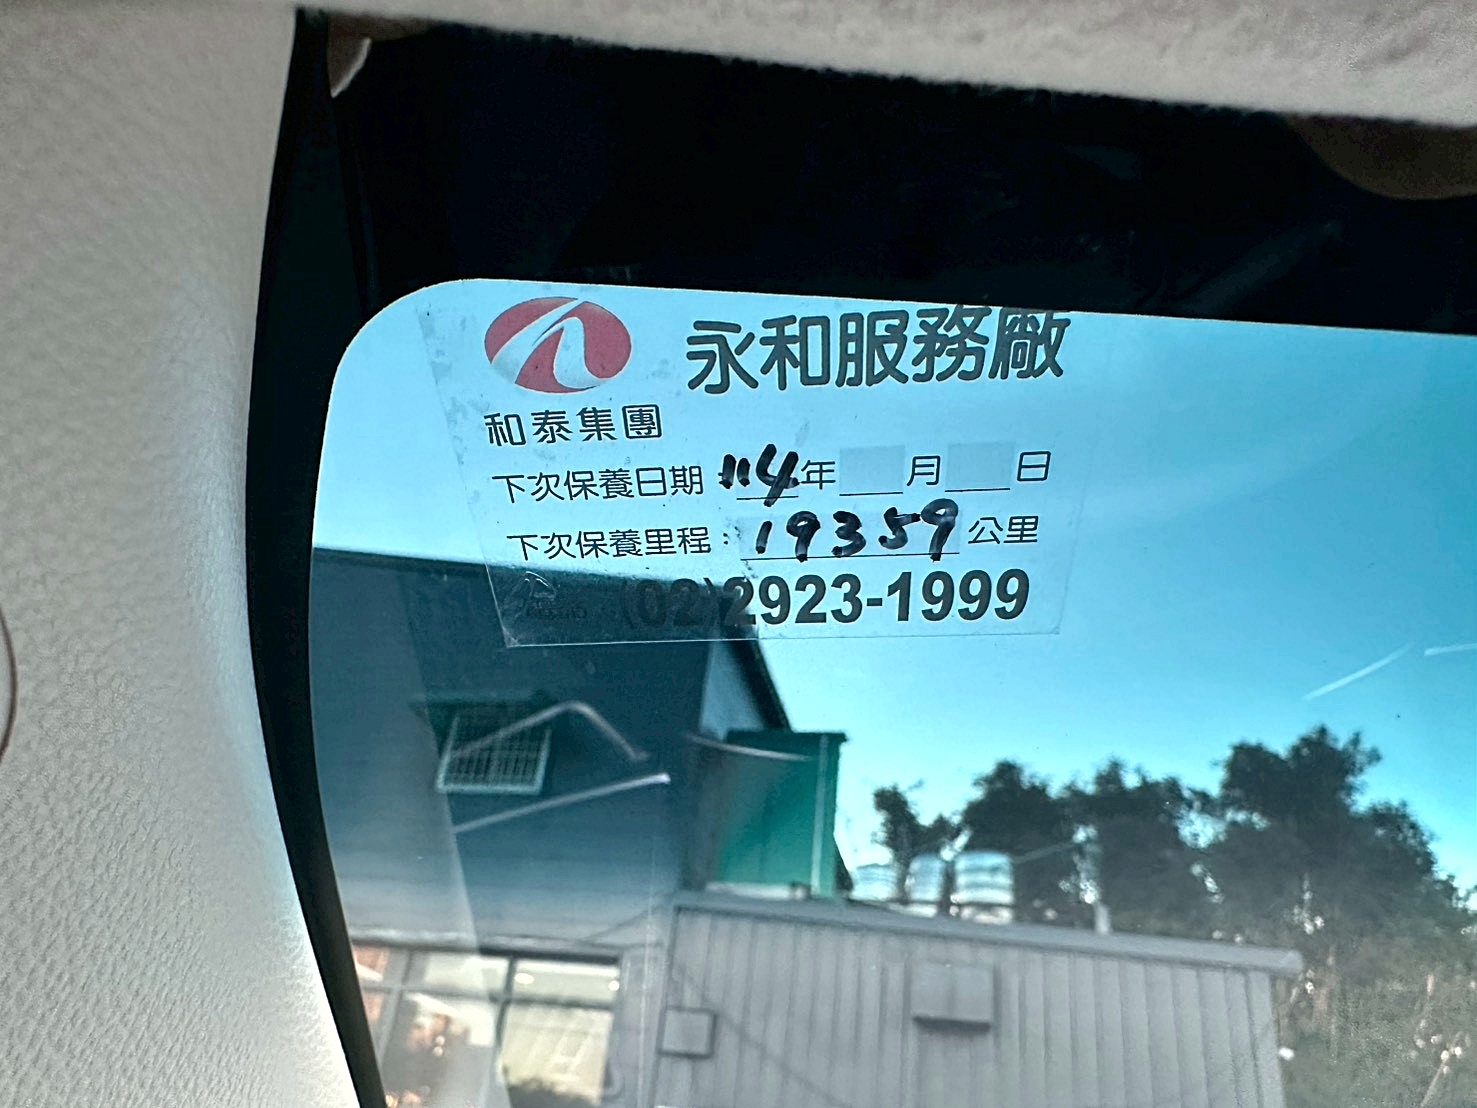 永和服務廠
和泰集團
下次保養日期 114年 月 日
下次保養里程：19359公里
(02)2923-1999